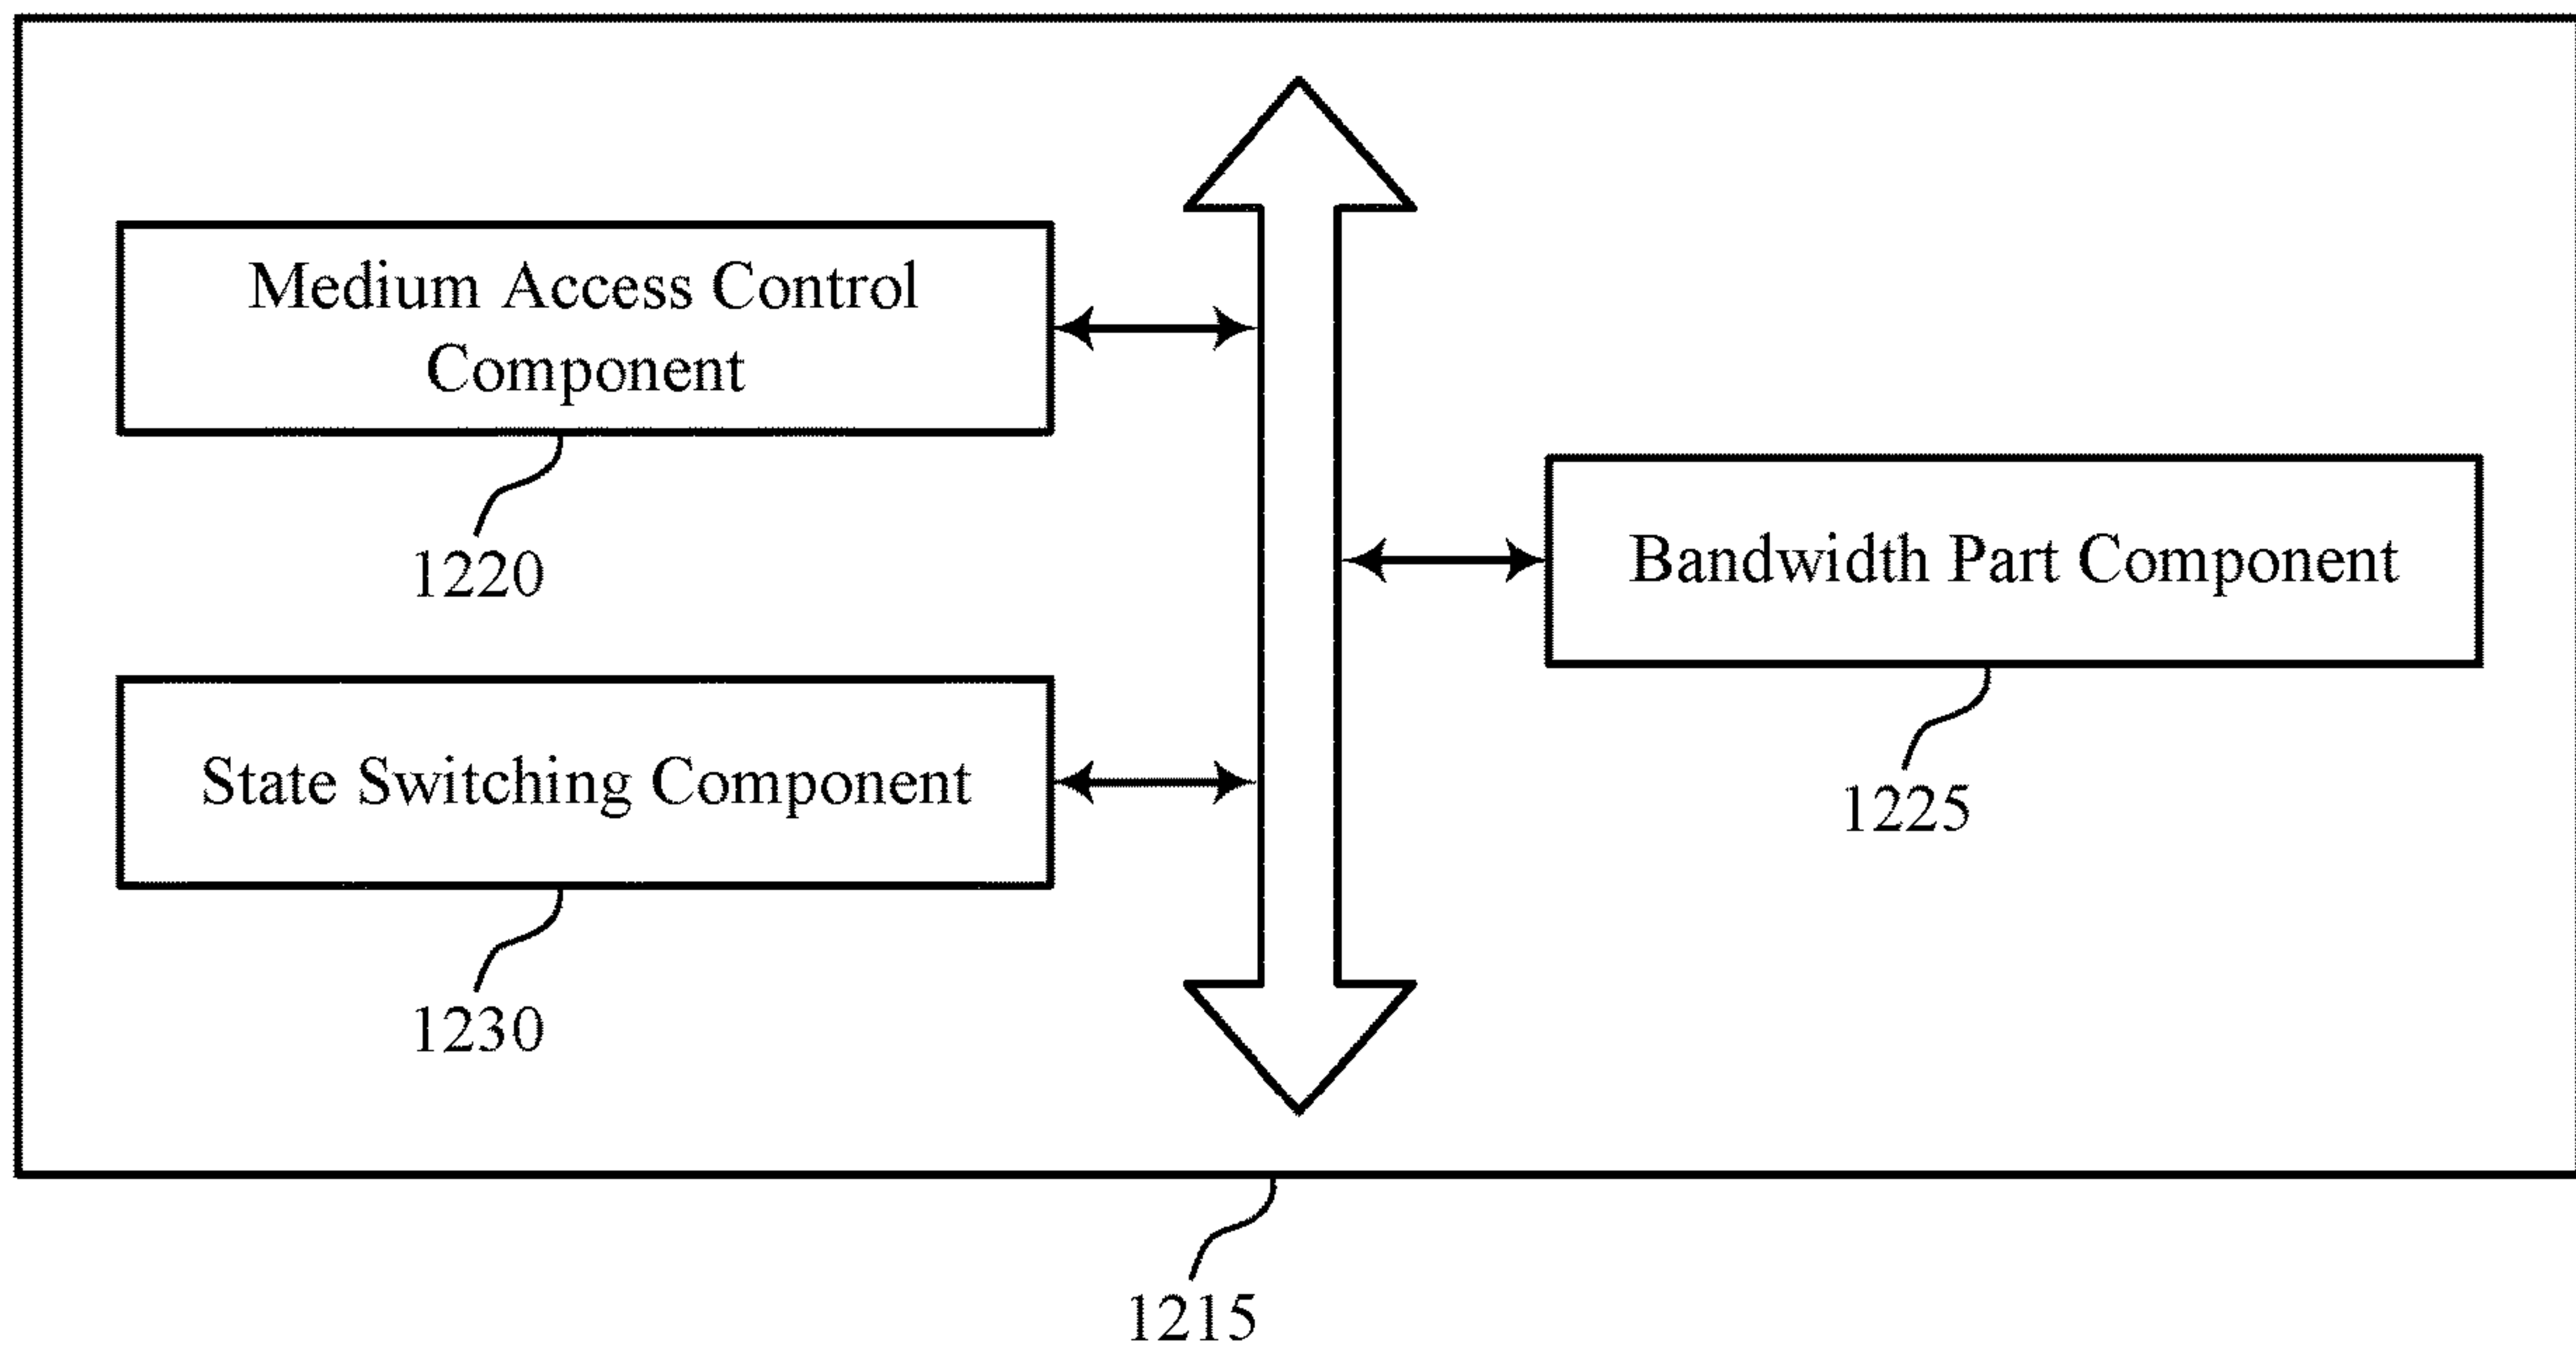 Medium Access Control
Component
1220
Bandwidth Part Component
1225
State Switching Component
1230
1215